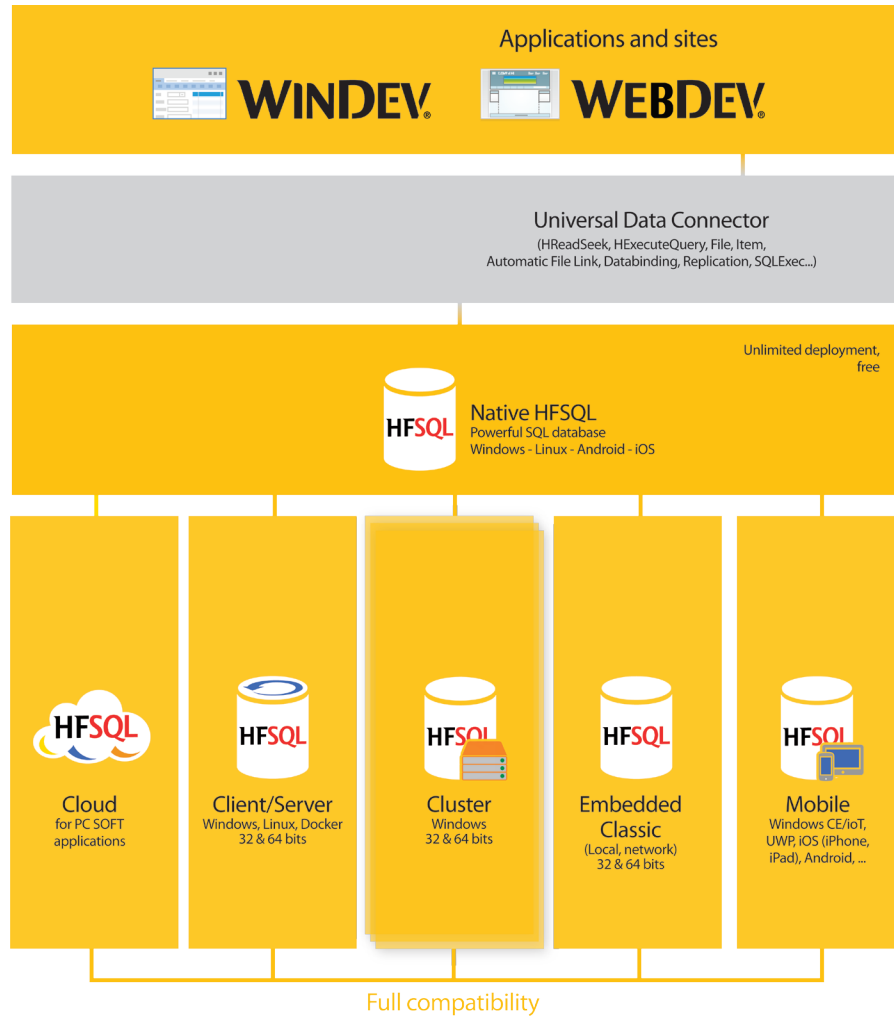 Applications and sites
WINDEV®
WEBDEV®
Universal Data Connector
(HReadSeek, HExecuteQuery, File, Item,
Automatic File Link, Databinding, Replication, SQLExec...)
Unlimited deployment,
free
HFSQL
Native HFSQL
Powerful SQL database
Windows - Linux - Android - iOS
HFSQL
Cloud
for PC SOFT
applications
HFSQL
Client/Server
Windows, Linux, Docker
32 & 64 bits
HFSQL
Cluster
Windows
32 & 64 bits
HFSQL
Embedded
Classic
(Local, network)
32 & 64 bits
HFSQL
Mobile
Windows CE/ioT,
UWP, iOS (iPhone,
iPad), Android, ...
Full compatibility